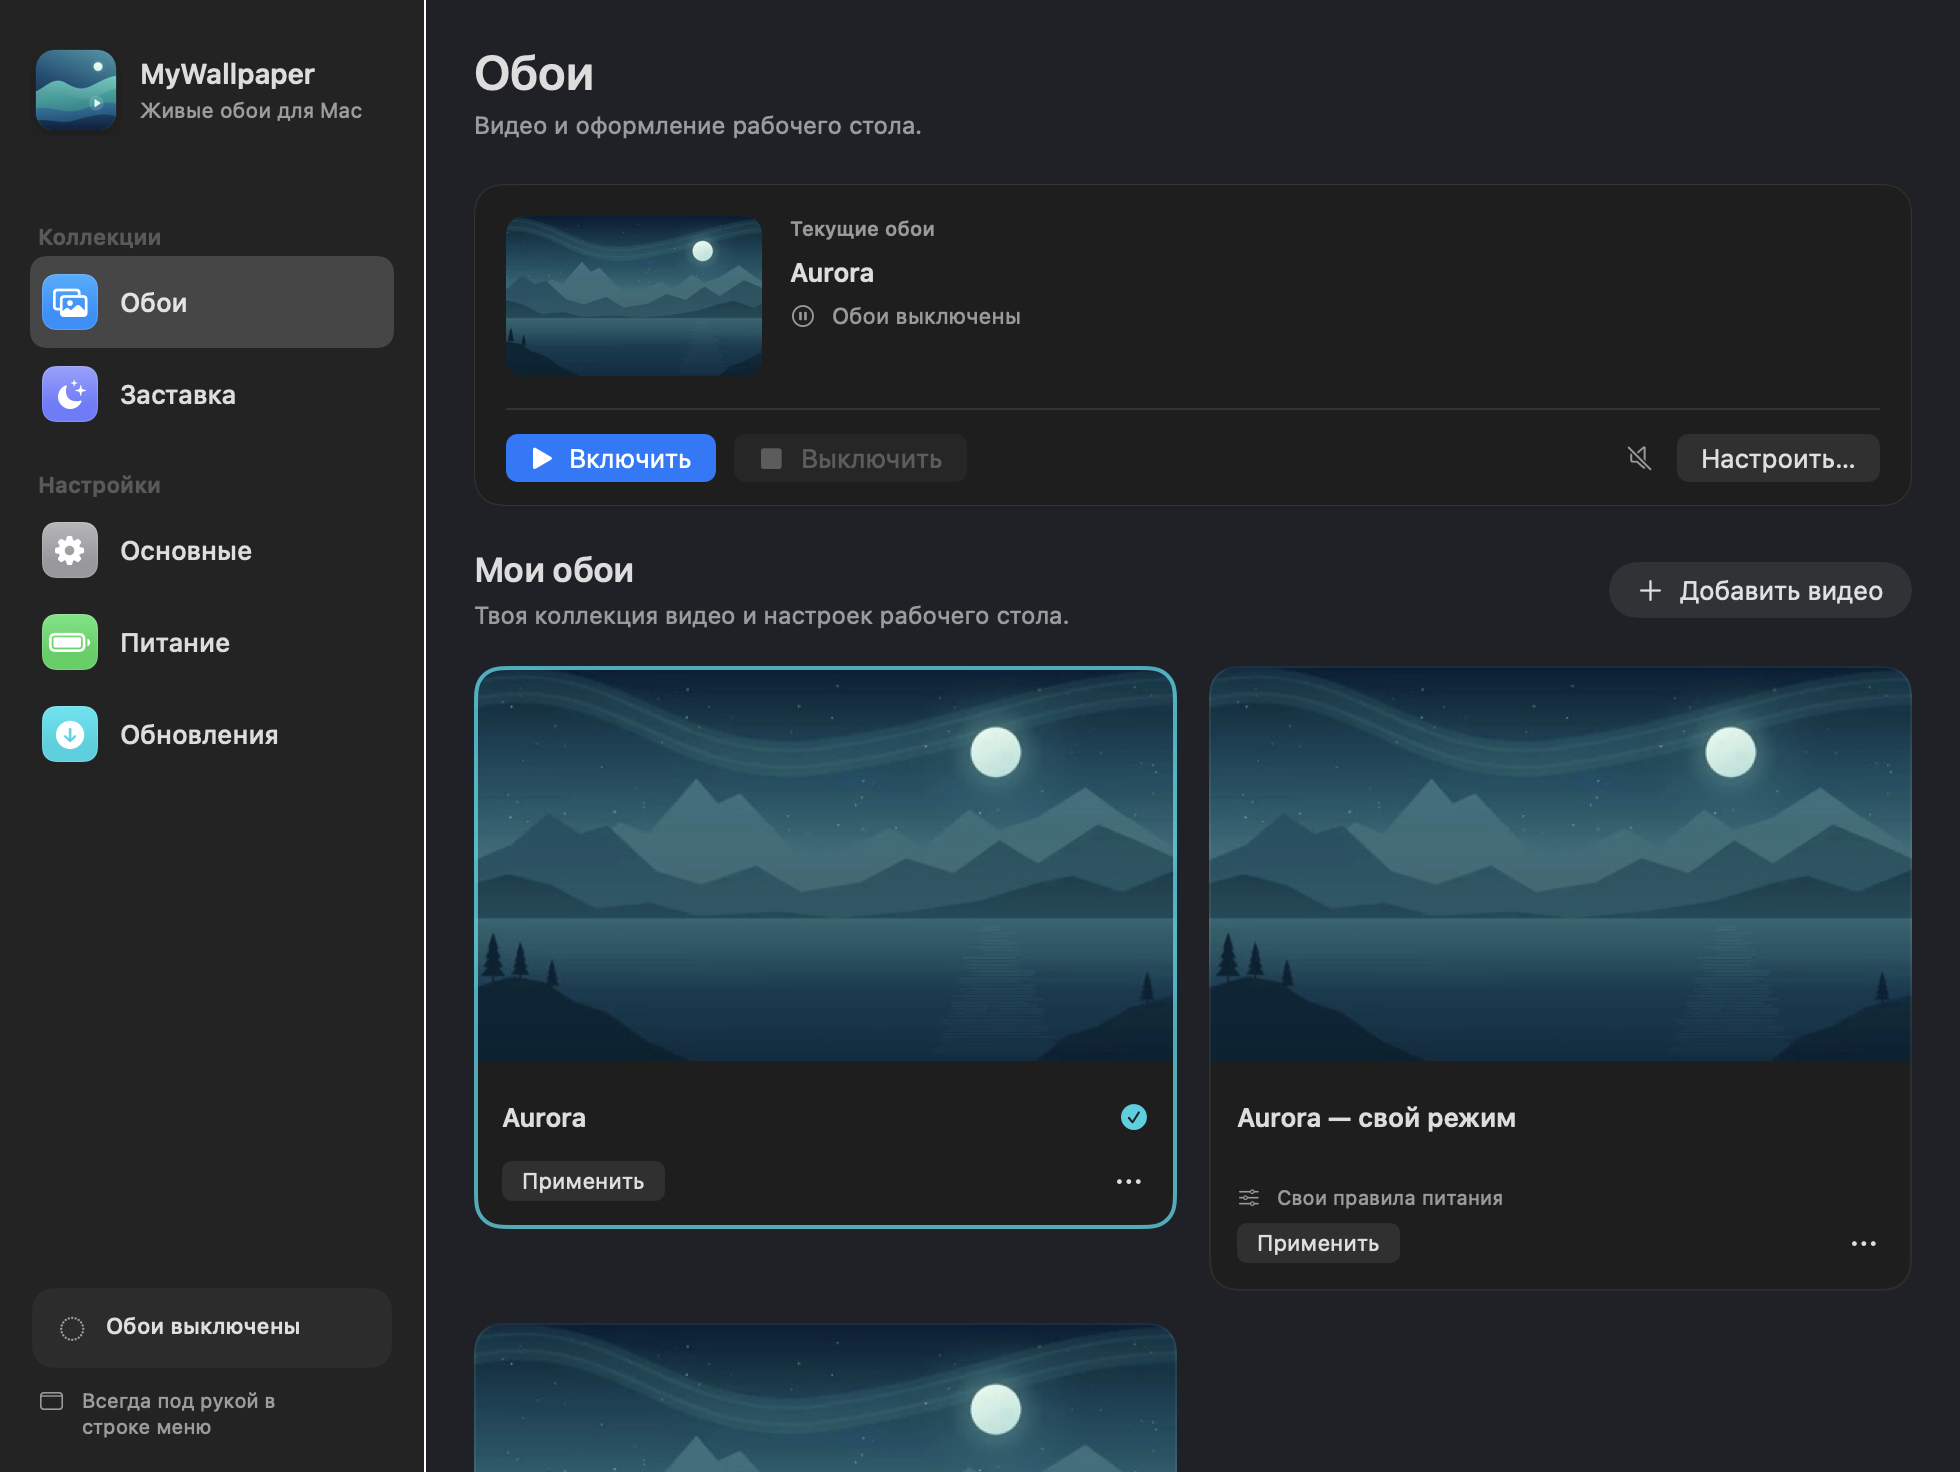 MyWallpaper
Живые обои для Mac
Коллекции
Обои
Заставка
Настройки
Основные
Питание
Обновления
Обои выключены
Всегда под рукой в
строке меню
Обои
Видео и оформление рабочего стола.
Текущие обои
Aurora
Обои выключены
Включить
Выключить
Настроить...
Мои обои
Твоя коллекция видео и настроек рабочего стола.
Добавить видео
Aurora
Применить
Aurora — свой режим
Свои правила питания
Применить